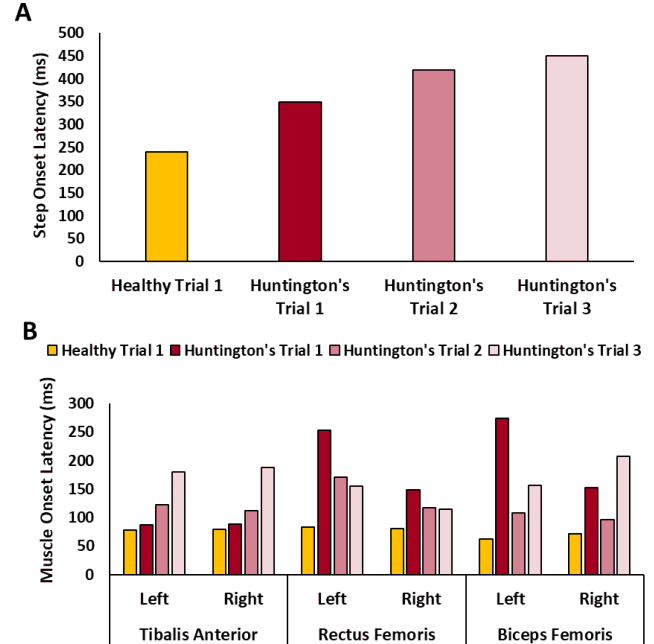 A
Step Onset Latency (ms)
500
450
400
350
300
250
200
150
100
50
0
Healthy Trial 1
Huntington's
Trial 1
Huntington's
Trial 2
Huntington's
Trial 3
B
Healthy Trial 1 Huntington's Trial 1 Huntington's Trial 2 Huntington's Trial 3
Muscle Onset Latency (ms)
300
250
200
150
100
50
0
Left Right Left Right Left Right
Tibalis Anterior Rectus Femoris Biceps Femoris